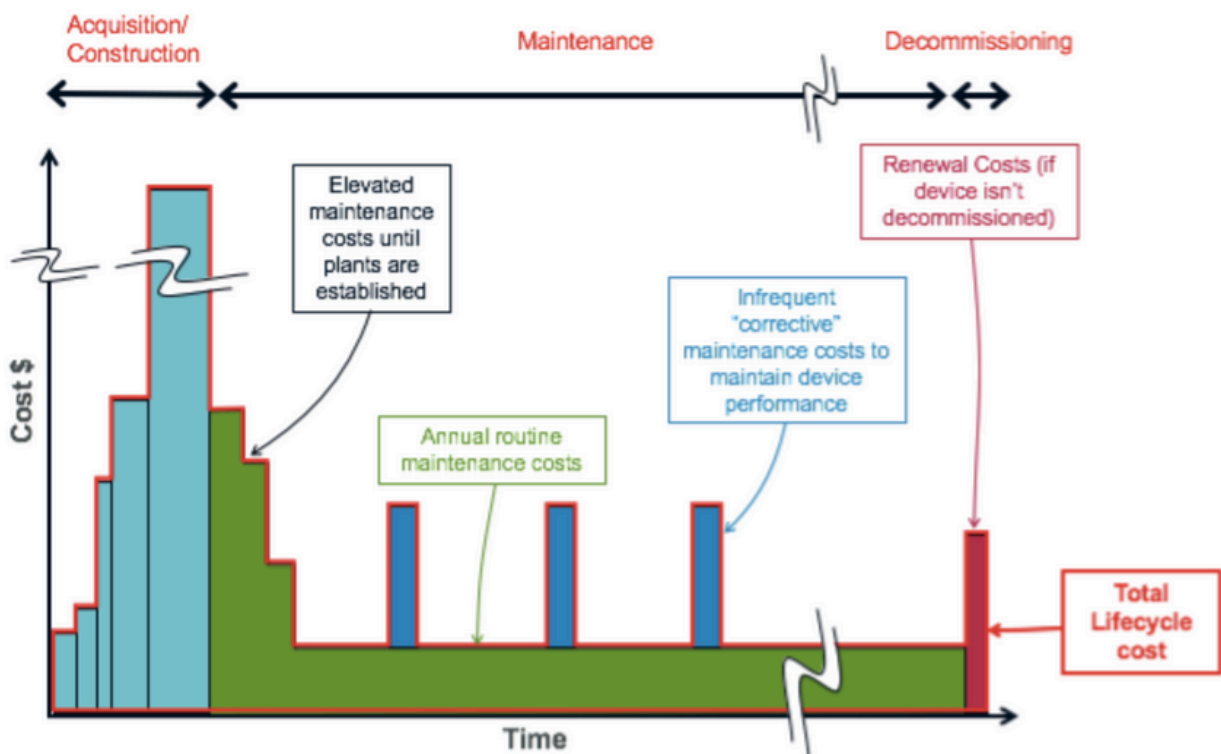 Acquisition/
Construction
Maintenance
Decommissioning
Elevated
maintenance
costs until
plants are
established
Renewal Costs (if
device isn't
decommissioned)
Infrequent
“corrective”
maintenance costs to
maintain device
performance
Cost $
Annual routine
maintenance costs
Total
Lifecycle
cost
Time